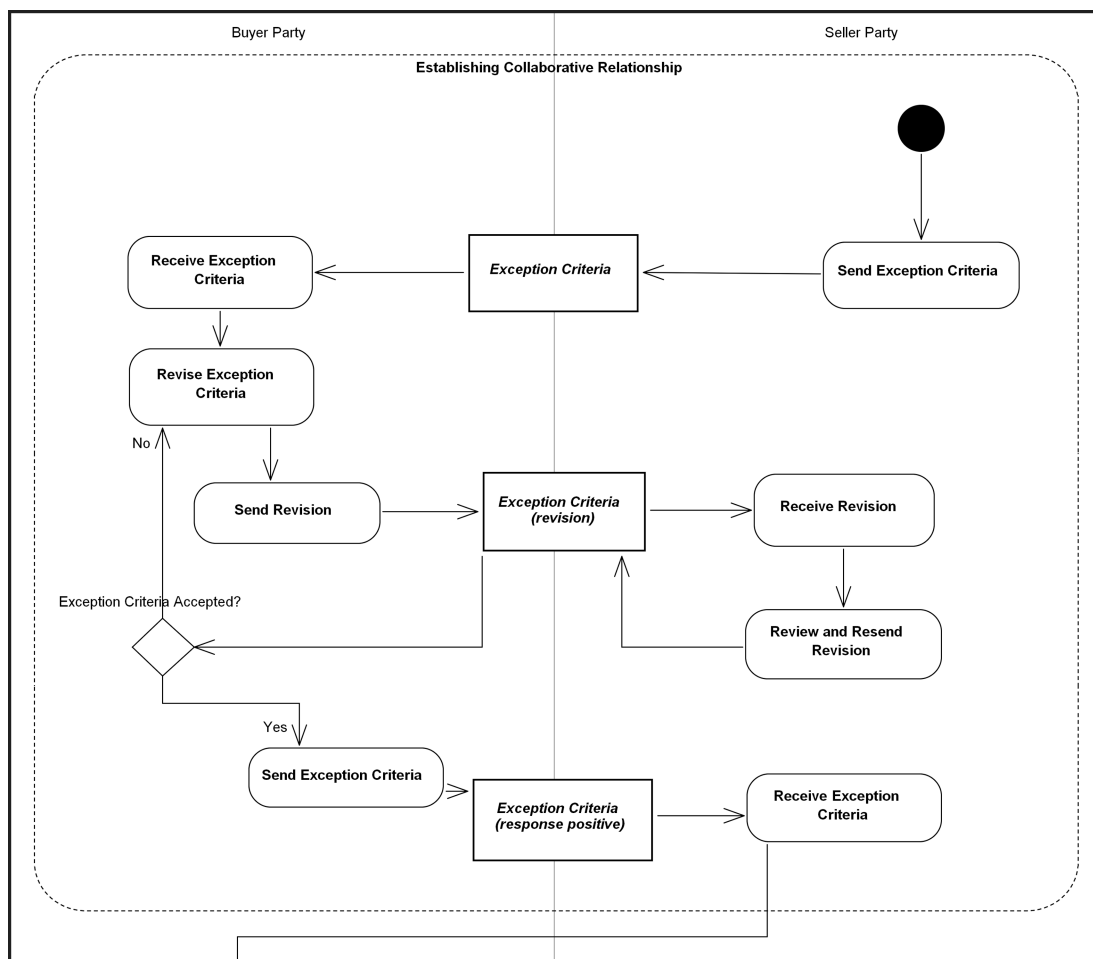 Buyer Party
Seller Party
Establishing Collaborative Relationship
Receive Exception
Criteria
Exception Criteria
Send Exception Criteria
Revise Exception
Criteria
No
Send Revision
Exception Criteria
(revision)
Receive Revision
Exception Criteria Accepted?
Review and Resend
Revision
Yes
Send Exception Criteria
Exception Criteria
(response positive)
Receive Exception
Criteria